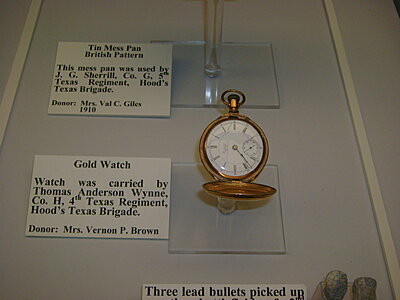 Tin Mess Pan
British Pattern
This mess pan was used by
J. G. Sherrill, Co. G, 5th
Texas Regiment, Hood's
Texas Brigade.
Donor: Mrs. Val C. Giles
1910
Gold Watch
Watch was carried by
Thomas Anderson Wynne,
Co. H, 4th Texas Regiment,
Hood's Texas Brigade.
Donor: Mrs. Vernon P. Brown
Three lead bullets picked up